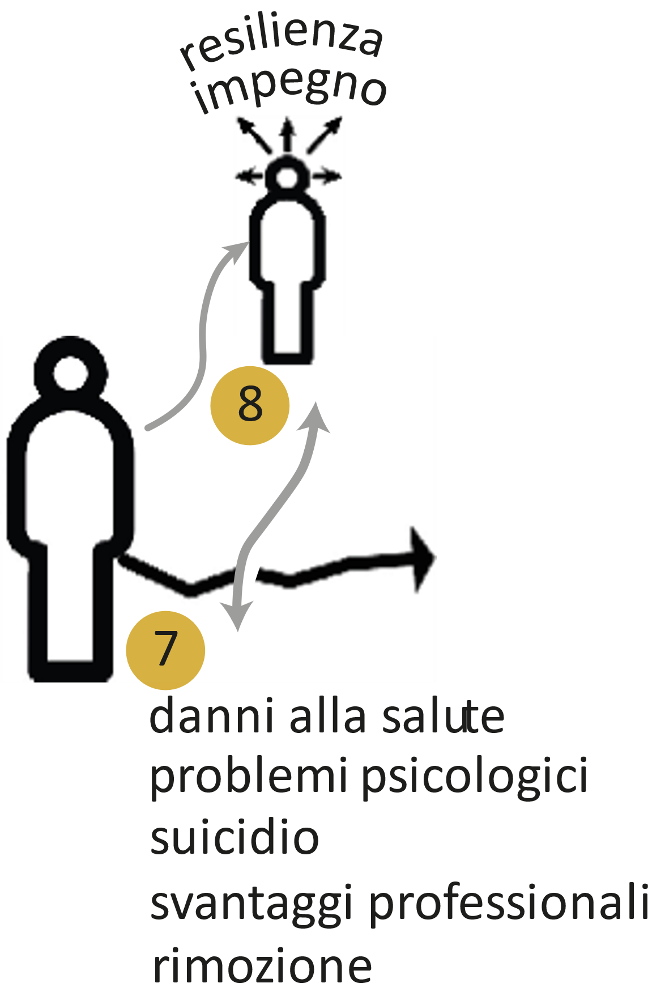 resilienza
impegno
8
7
danni alla salute
problemi psicologici
suicidio
svantaggi professionali
rimozione